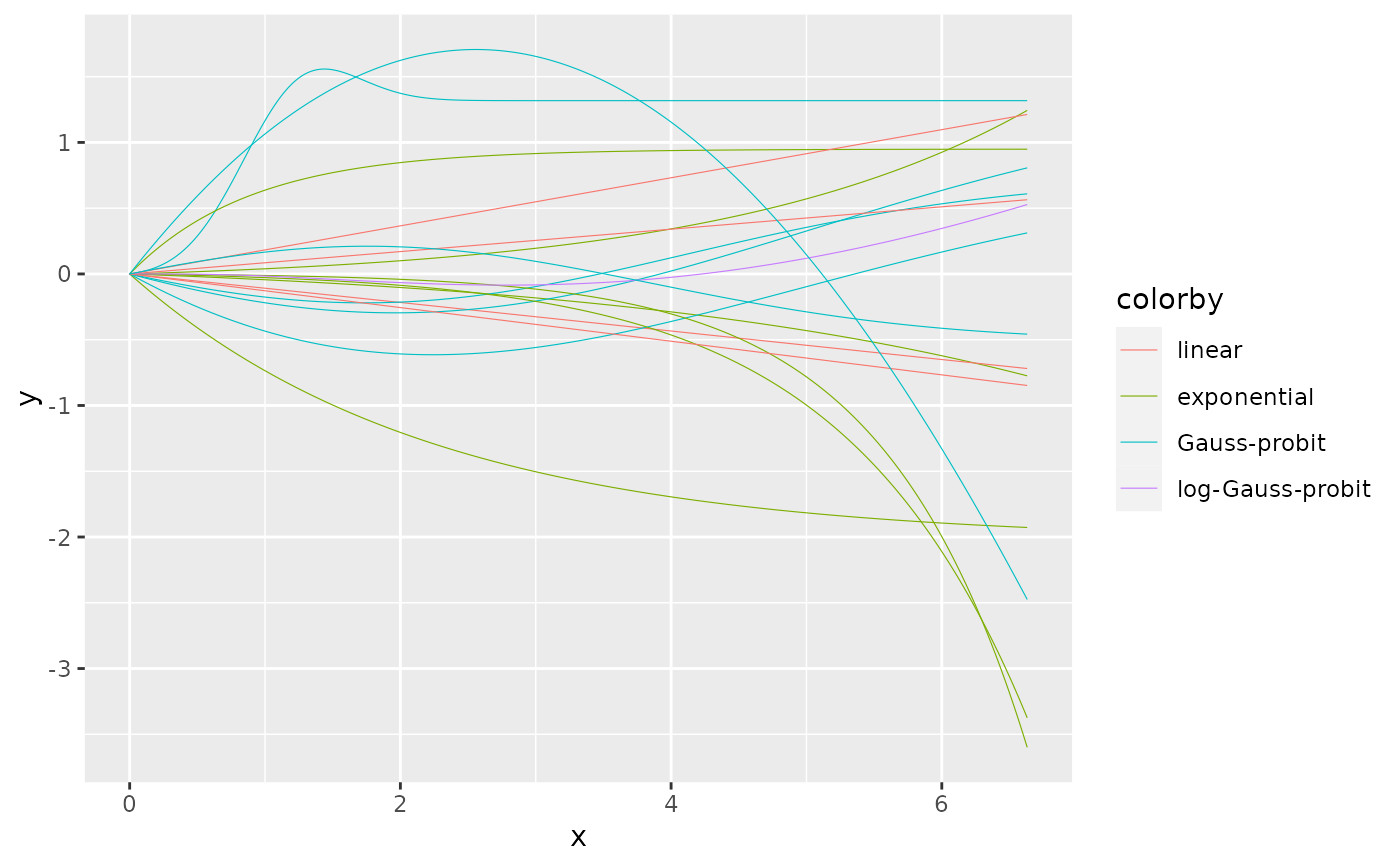 1
0
-1
-2
-3
y
0
2
4
6
x
colorby
linear
exponential
Gauss-probit
log-Gauss-probit